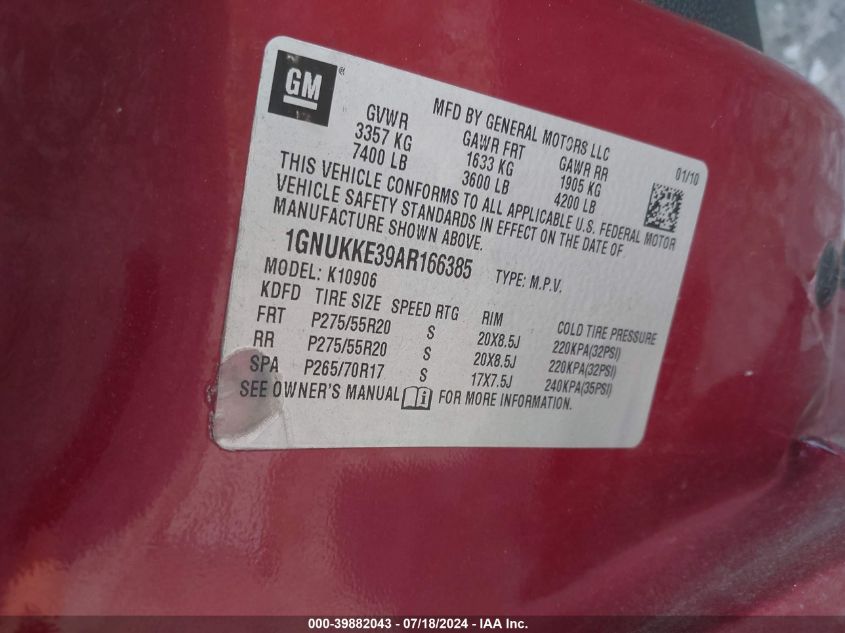 GM
MFD BY GENERAL MOTORS LLC 01/10
GVWR GAWR FRT GAWR RR
3357 KG 1633 KG 1905 KG
7400 LB 3600 LB 4200 LB
THIS VEHICLE CONFORMS TO ALL APPLICABLE U.S. FEDERAL MOTOR
VEHICLE SAFETY STANDARDS IN EFFECT ON THE DATE OF
MANUFACTURE SHOWN ABOVE.
1GNUKKE39AR166385 TYPE: M.P.V.
MODEL: K10906
KDFD TIRE SIZE SPEED RTG RIM COLD TIRE PRESSURE
FRT P275/55R20 S 20X8.5J 220KPA(32PSI)
RR P275/55R20 S 20X8.5J 220KPA(32PSI)
SPA P265/70R17 S 17X7.5J 240KPA(35PSI)
SEE OWNER'S MANUAL i FOR MORE INFORMATION.
000-39882043 - 07/18/2024 - IAA Inc.